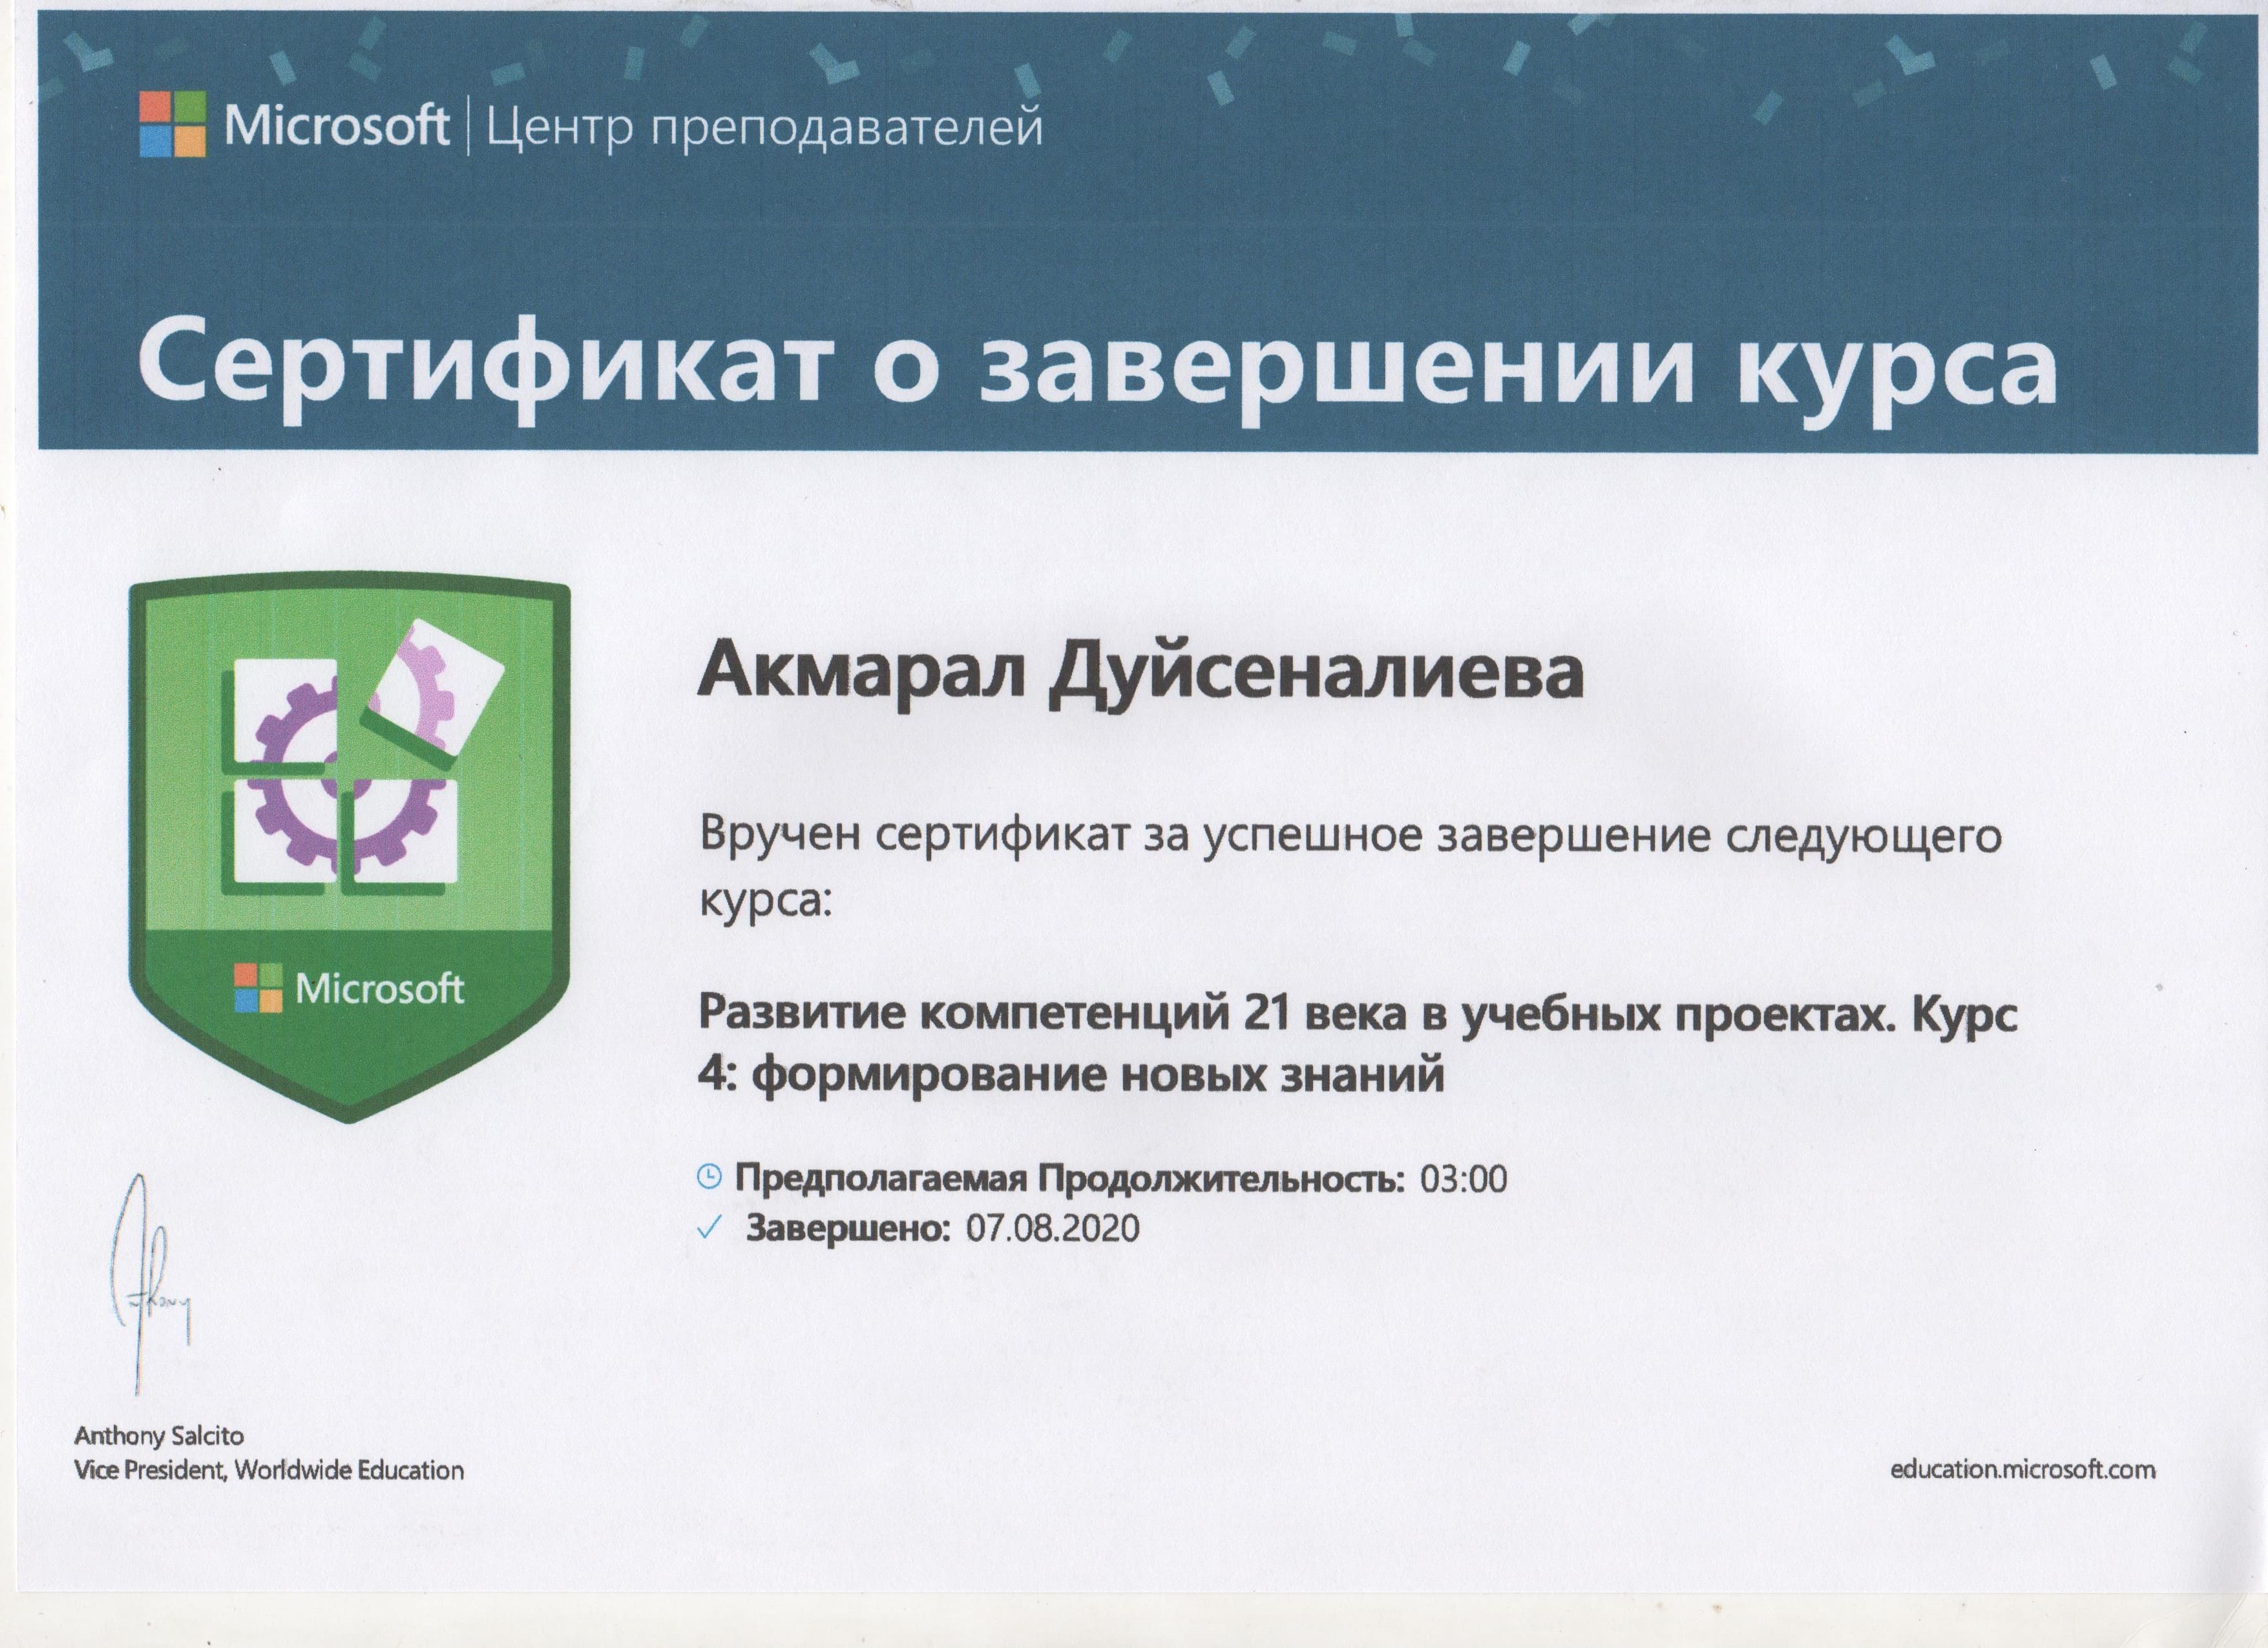 Microsoft | Центр преподавателей
Сертификат о завершении курса
Акмарал Дуйсеналиева
Вручен сертификат за успешное завершение следующего
курса:
Развитие компетенций 21 века в учебных проектах. Курс
4: формирование новых знаний
Предполагаемая Продолжительность: 03:00
Завершено: 07.08.2020
Microsoft
Anthony
Anthony Salcito
Vice President, Worldwide Education
education.microsoft.com